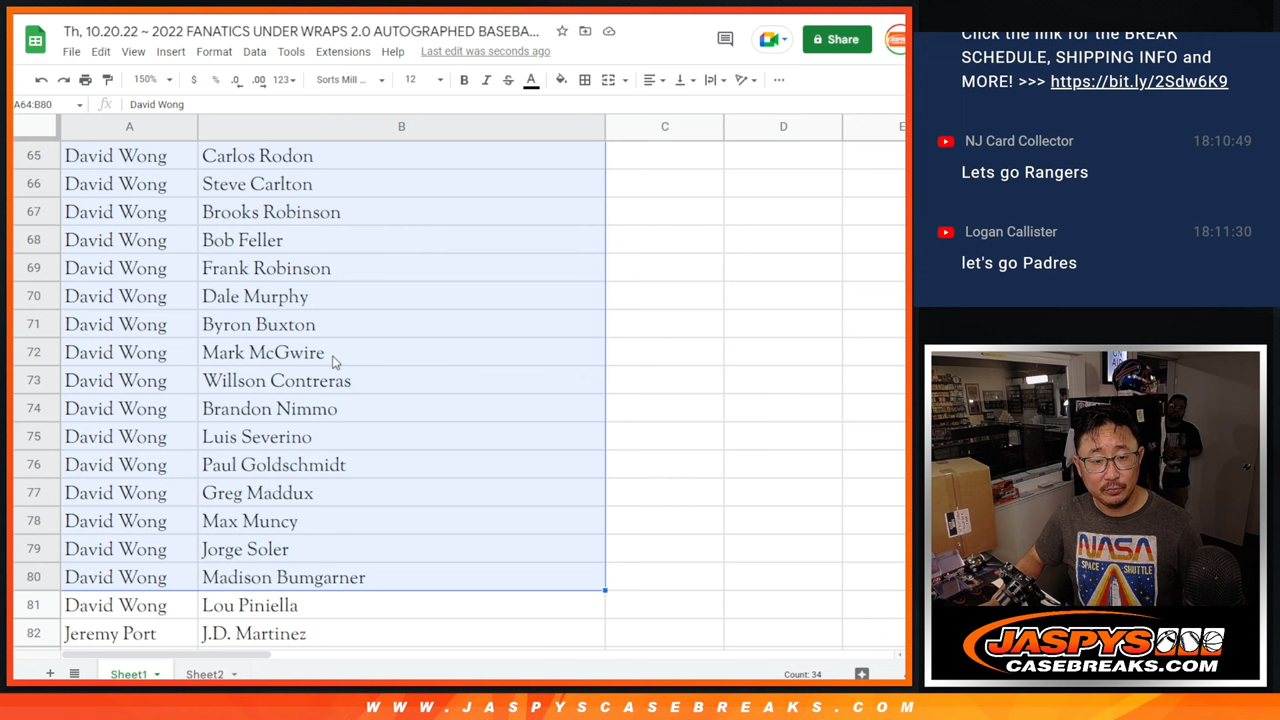 Th, 10.20.22 ~ 2022 FANATICS UNDER WRAPS 2.0 AUTOGRAPHED BASEBA...
File Edit View Insert Format Data Tools Extensions Help Last edit was seconds ago
Share
150% $ % .0 .00 123 Sorts Mill ... 12 B I S A
A64:B80 fx David Wong
A B C D E
65 David Wong Carlos Rodon
66 David Wong Steve Carlton
67 David Wong Brooks Robinson
68 David Wong Bob Feller
69 David Wong Frank Robinson
70 David Wong Dale Murphy
71 David Wong Byron Buxton
72 David Wong Mark McGwire
73 David Wong Willson Contreras
74 David Wong Brandon Nimmo
75 David Wong Luis Severino
76 David Wong Paul Goldschmidt
77 David Wong Greg Maddux
78 David Wong Max Muncy
79 David Wong Jorge Soler
80 David Wong Madison Bumgarner
81 David Wong Lou Piniella
82 Jeremy Port J.D. Martinez
Sheet1 Sheet2 Count: 34
Click the link for the BREAK
SCHEDULE, SHIPPING INFO and
MORE! >>> https://bit.ly/2Sdw6K9
NJ Card Collector 18:10:49
Lets go Rangers
Logan Callister 18:11:30
let's go Padres
ON
AIR
NASA
SPACE SHUTTLE
JASPYS
CASEBREAKS.COM
WWW.JASPYSCASEBREAKS.COM